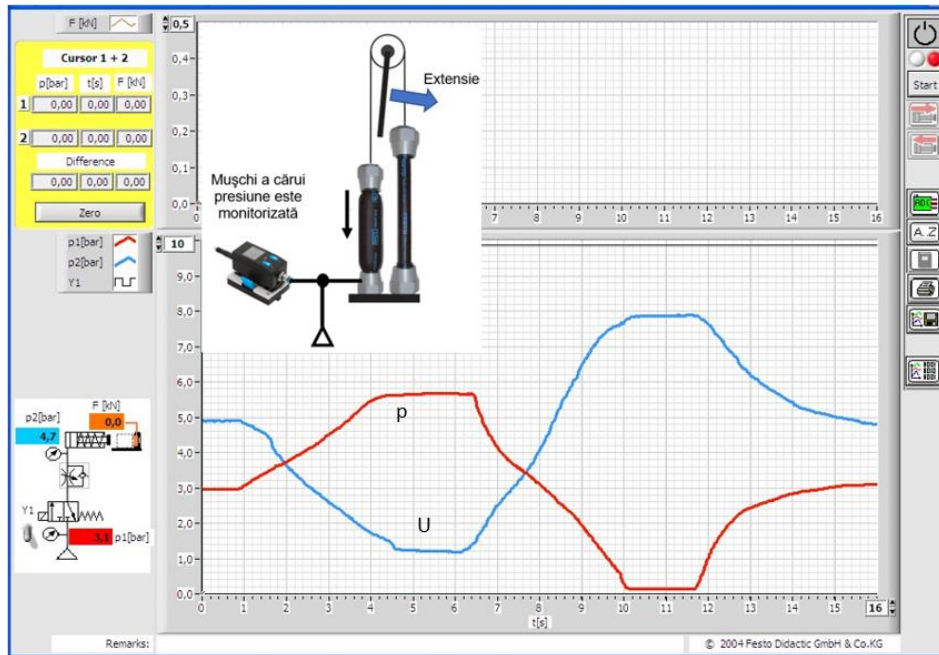 F [kN]
Cursor 1 + 2
p[bar] t[s] F [kN]
1 0,00 0,00 0,00
2 0,00 0,00 0,00
Difference
0,00 0,00 0,00
Zero
0,5
0,4
0,3
0,2
0,1
0,0
0 7 8 9 10 11 12 13 14 15 16
Extensie
Mușchi a cărui
presiune este
monitorizată
Start
A..Z
p1[bar]
p2[bar]
Y1
10
9,0
8,0
7,0
6,0
5,0
4,0
3,0
2,0
1,0
0,0
p
U
0 1 2 3 4 5 6 7 8 9 10 11 12 13 14 15 16
t[s]
F [kN]
p2[bar] 0,0
4,7
Y1
3,1 p1[bar]
Remarks:
© 2004 Festo Didactic GmbH & Co.KG